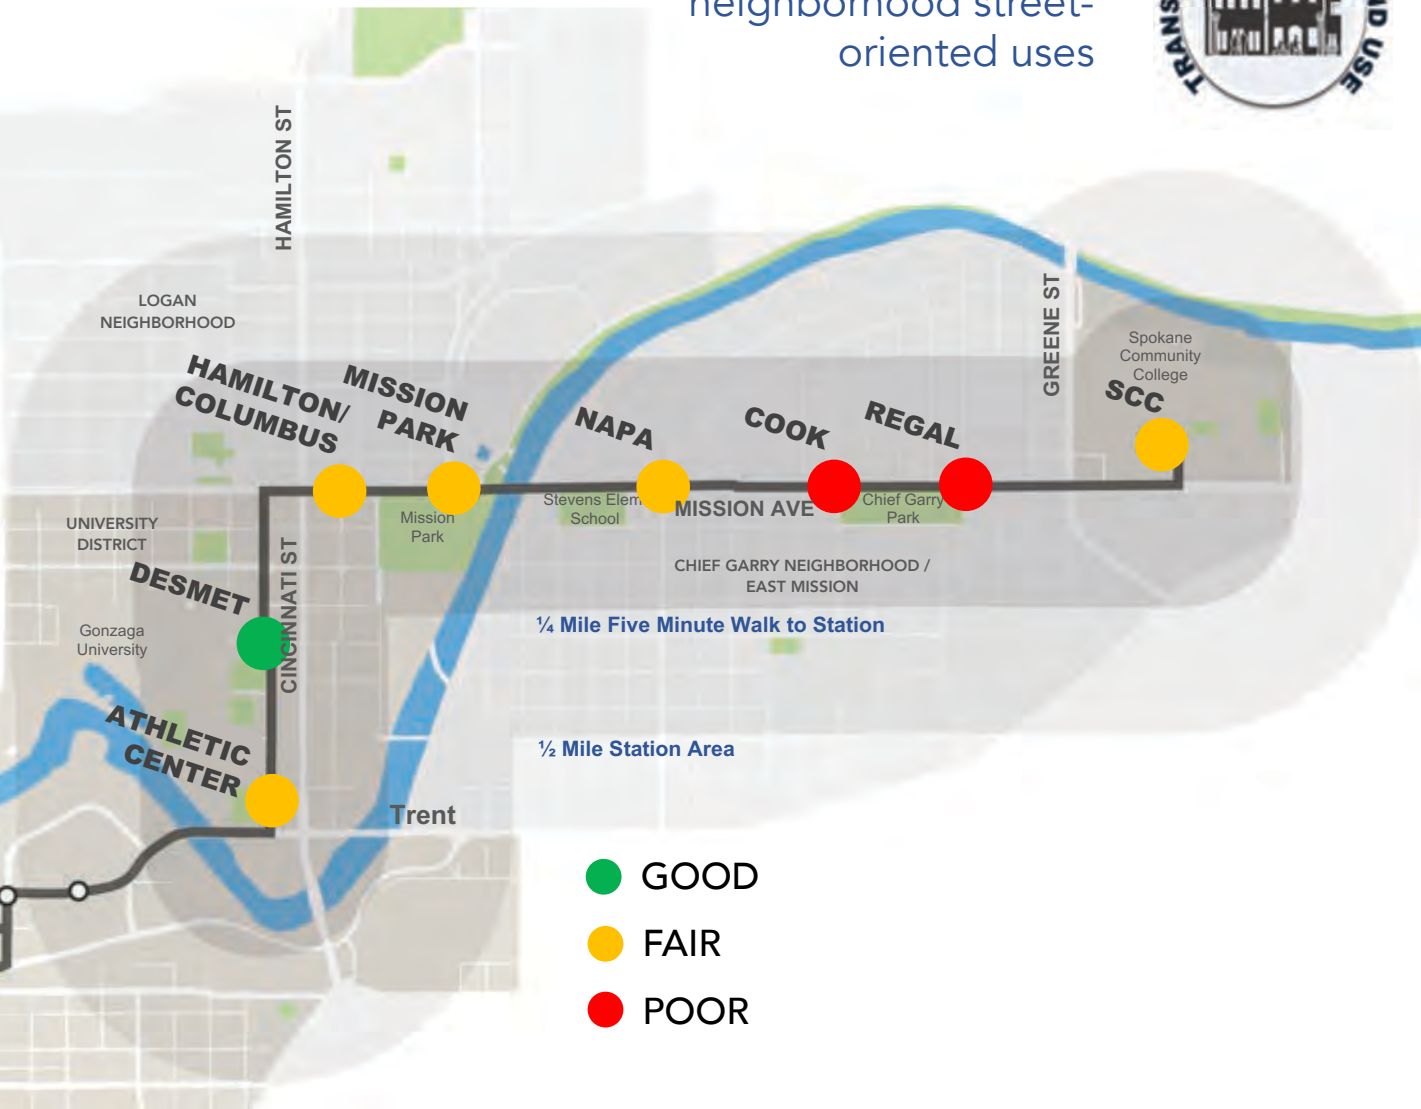 neighborhood street-
oriented uses
TRANS
ND USE
HAMILTON ST
LOGAN
NEIGHBORHOOD
GREENE ST
Spokane
Community
College
SCC
HAMILTON/
COLUMBUS
MISSION
PARK
NAPA
COOK
REGAL
Stevens Elem
School
MISSION AVE
Chief Garry
Park
Mission
Park
UNIVERSITY
DISTRICT
CHIEF GARRY NEIGHBORHOOD /
EAST MISSION
DESMET
CINCINNATI ST
Gonzaga
University
¼ Mile Five Minute Walk to Station
ATHLETIC
CENTER
½ Mile Station Area
Trent
GOOD
FAIR
POOR